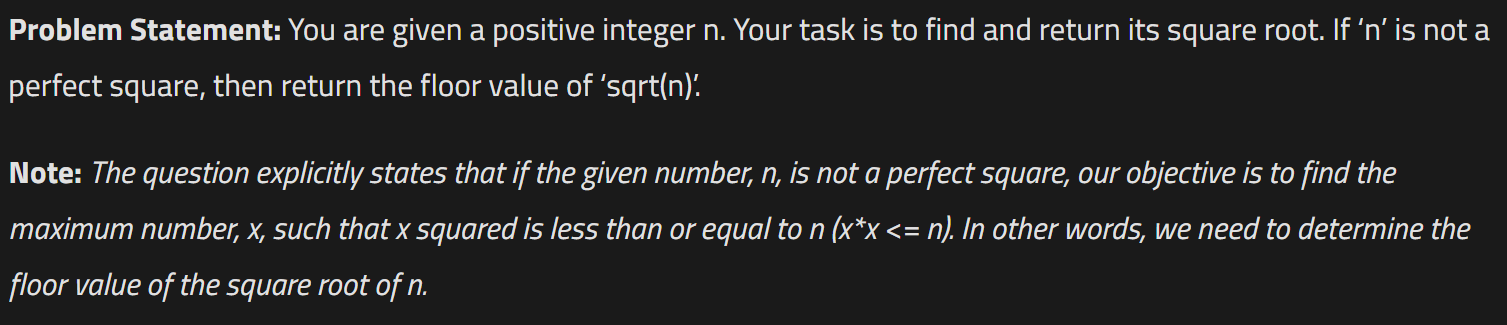 Problem Statement: You are given a positive integer n. Your task is to find and return its square root. If ‘n’ is not a
perfect square, then return the floor value of ‘sqrt(n)’.
Note: The question explicitly states that if the given number, n, is not a perfect square, our objective is to find the
maximum number, x, such that x squared is less than or equal to n (x*x <= n). In other words, we need to determine the
floor value of the square root of n.